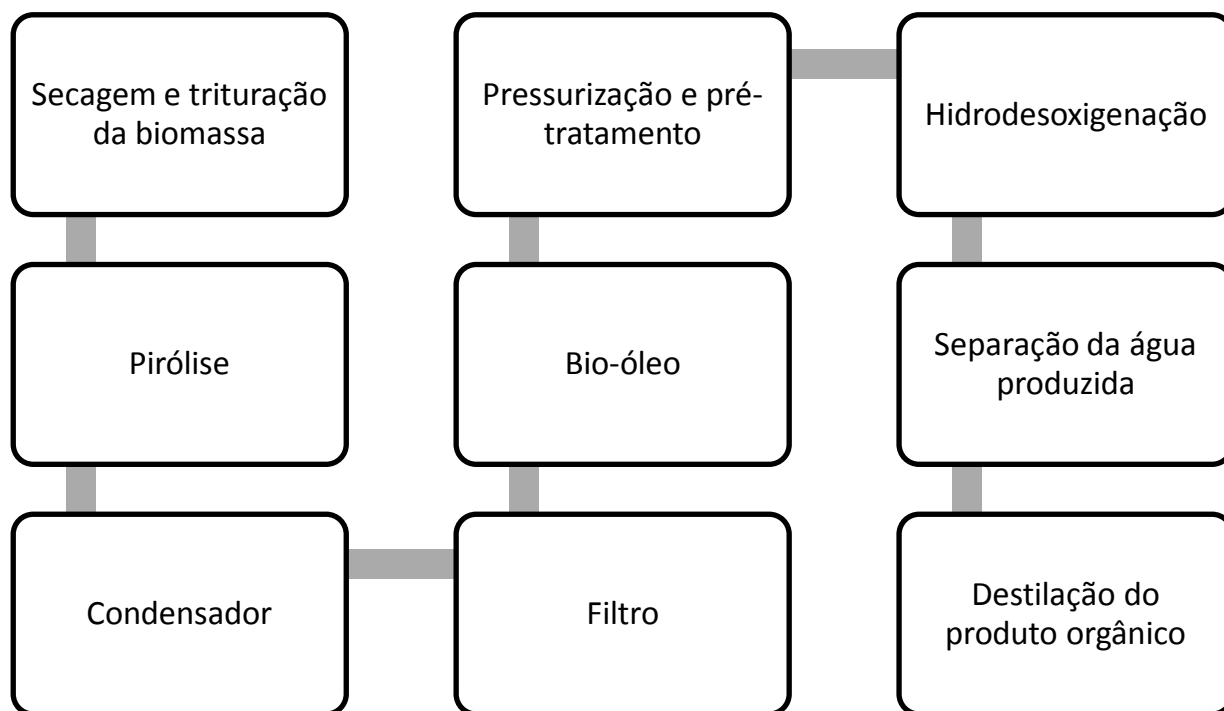 Secagem e trituração
da biomassa
Pirólise
Condensador
Filtro
Bio-óleo
Pressurização e pré-
tratamento
Hidrodesoxigenação
Separação da água
produzida
Destilação do
produto orgânico